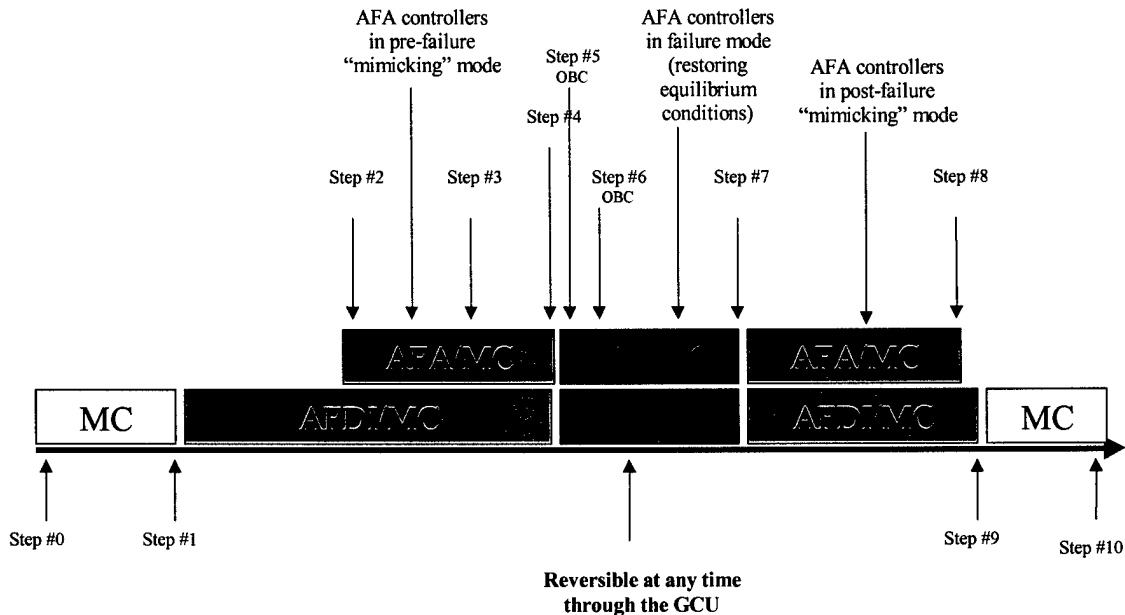 AFA controllers
in pre-failure
“mimicking” mode
Step #5
OBC
AFA controllers
in failure mode
(restoring
equilibrium
conditions)
AFA controllers
in post-failure
“mimicking” mode
Step #4
Step #2
Step #3
Step #6
OBC
Step #7
Step #8
AFA/MC
AFA/MC
MC
AFDI/MC
AFDI/MC
MC
Step #0
Step #1
Step #9
Step #10
Reversible at any time
through the GCU